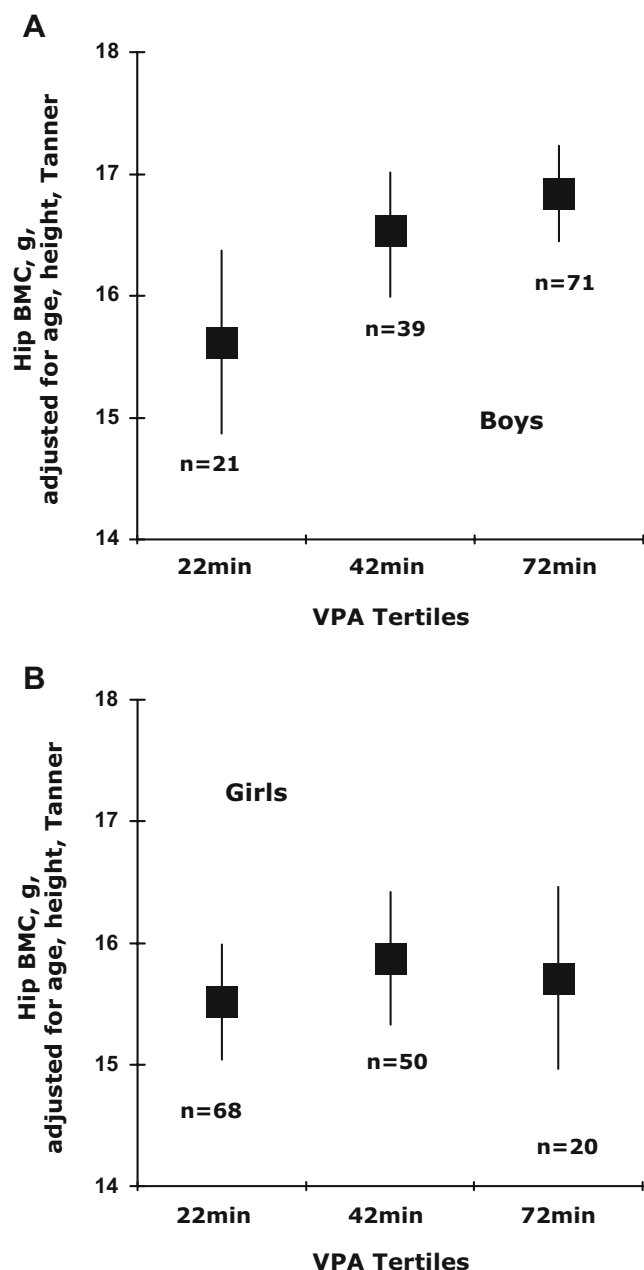 A
18
17
16
15
14
Hip BMC, g,
adjusted for age, height, Tanner
n=21
n=39
n=71
Boys
22min 42min 72min
VPA Tertiles
B
18
17
16
15
14
Hip BMC, g,
adjusted for age, height, Tanner
Girls
n=68
n=50
n=20
22min 42min 72min
VPA Tertiles